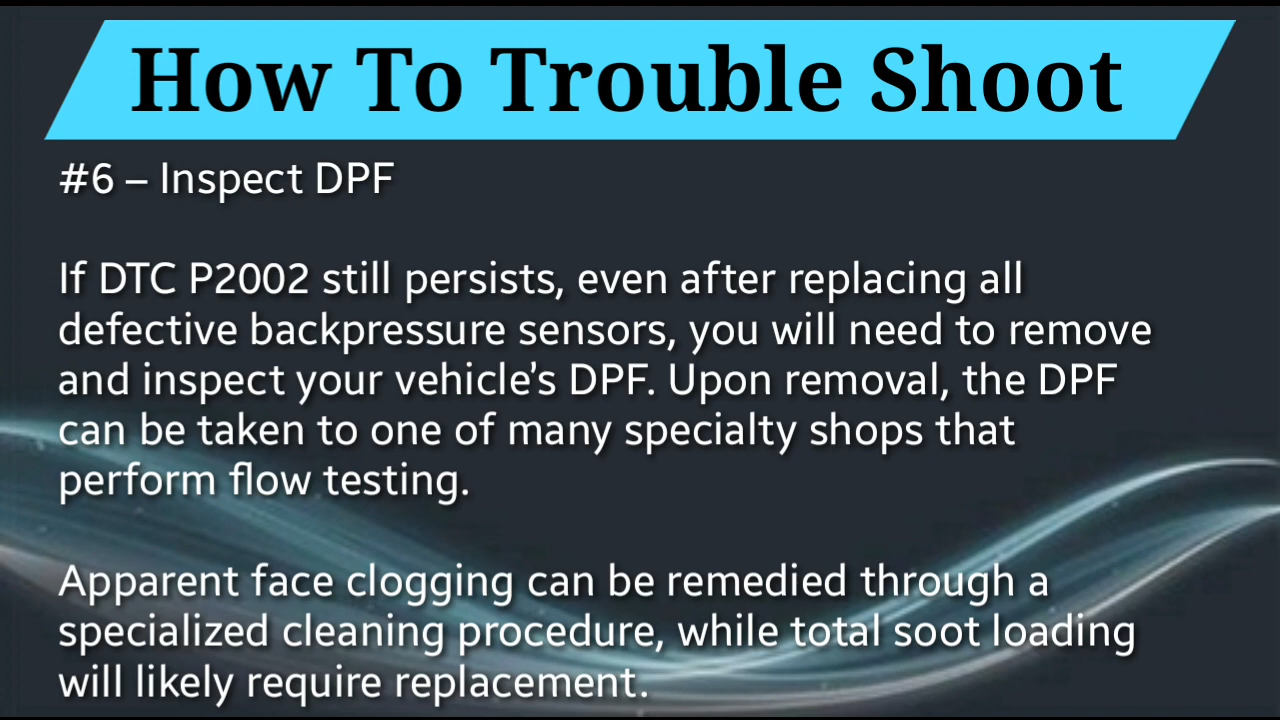 How To Trouble Shoot
#6 – Inspect DPF
If DTC P2002 still persists, even after replacing all
defective backpressure sensors, you will need to remove
and inspect your vehicle’s DPF. Upon removal, the DPF
can be taken to one of many specialty shops that
perform flow testing.
Apparent face clogging can be remedied through a
specialized cleaning procedure, while total soot loading
will likely require replacement.